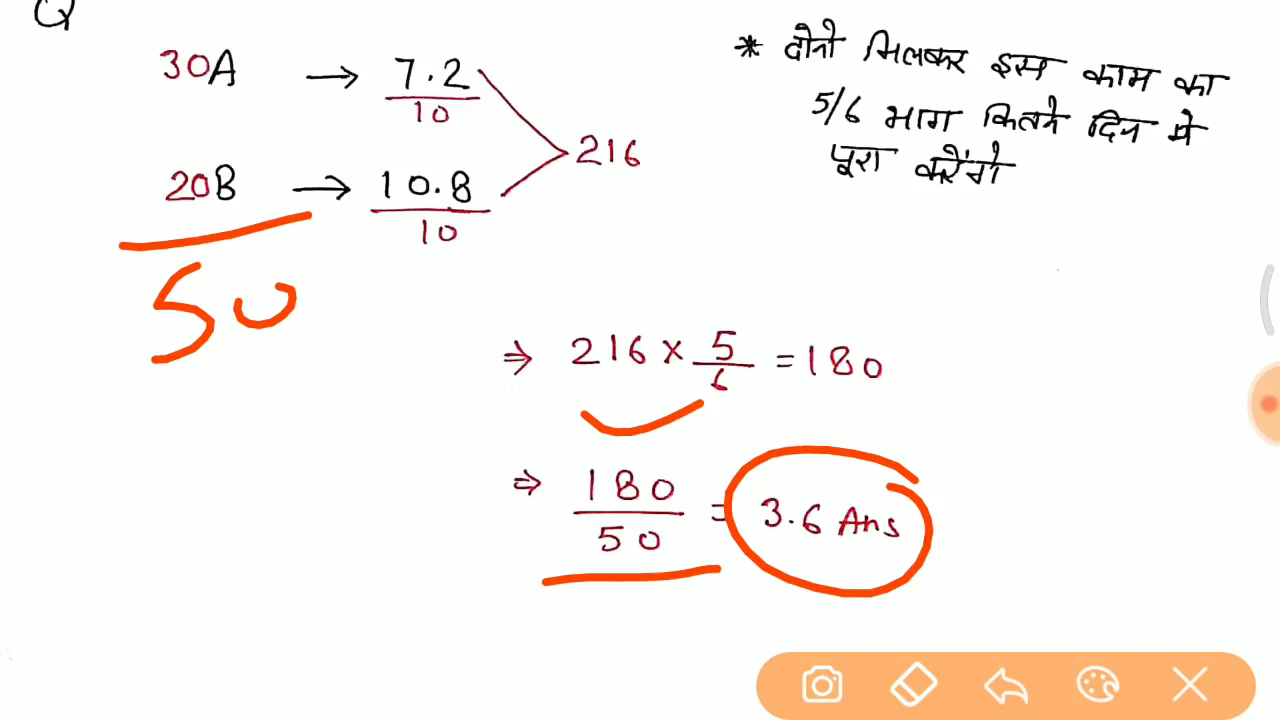 Q
30A → 7.2/10
20B → 10.8/10
216
50
* दोनो मिलकर इस काम का
5/6 भाग कितने दिन मे
पूरा करेंगे
⇒ 216 × 5/6 = 180
⇒ 180/50 = 3.6 Ans